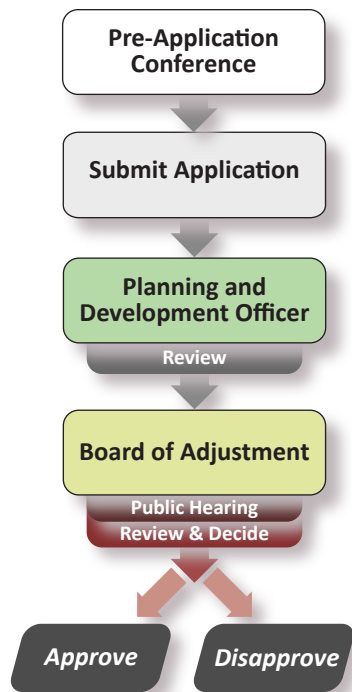 Pre-Application
Conference
Submit Application
Planning and
Development Officer
Review
Board of Adjustment
Public Hearing
Review & Decide
Approve
Disapprove